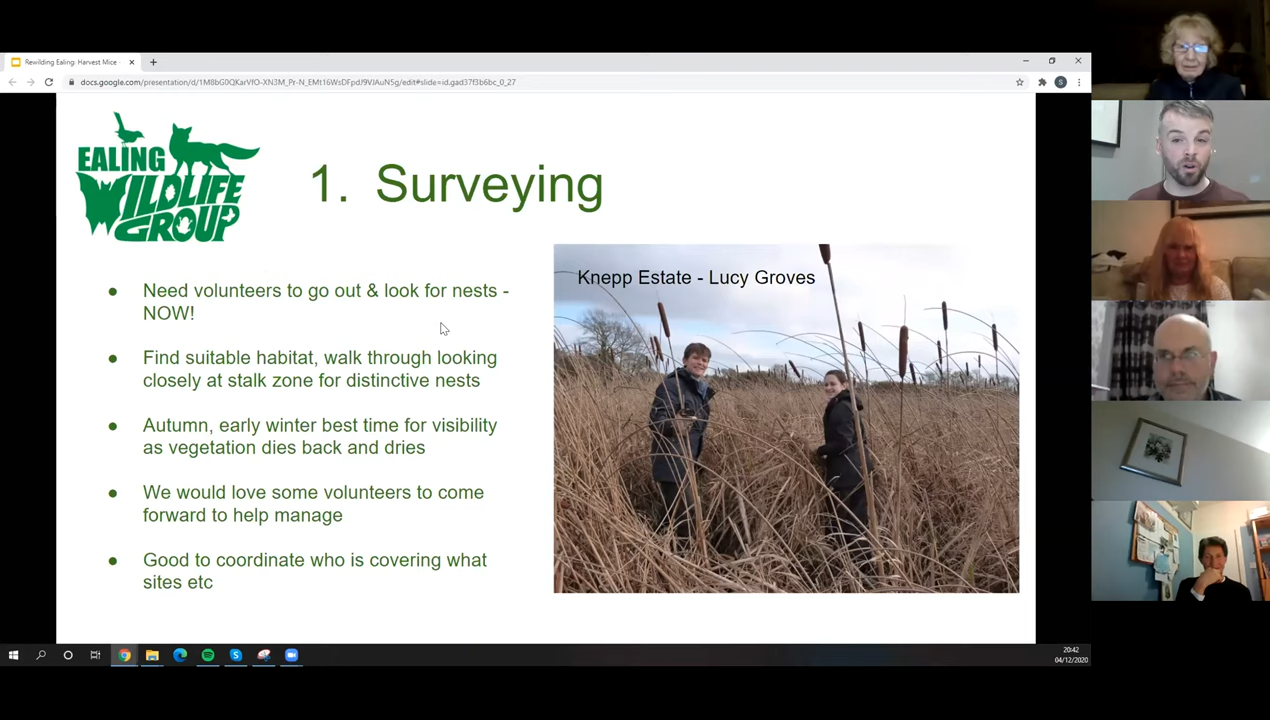 Rewilding Ealing: Harvest Mice
docs.google.com/presentation/d/1M8bG0QKarVfO-XN3M_Pr-N_EMt16WsDFpdJ9VJAuN5g/edit#slide=id.gad37f3b6bc_0_27
S
EALING
WILDLIFE
GROUP
1. Surveying
Knepp Estate - Lucy Groves
● Need volunteers to go out & look for nests -
NOW!
● Find suitable habitat, walk through looking
closely at stalk zone for distinctive nests
● Autumn, early winter best time for visibility
as vegetation dies back and dries
● We would love some volunteers to come
forward to help manage
● Good to coordinate who is covering what
sites etc
20:42
04/12/2020